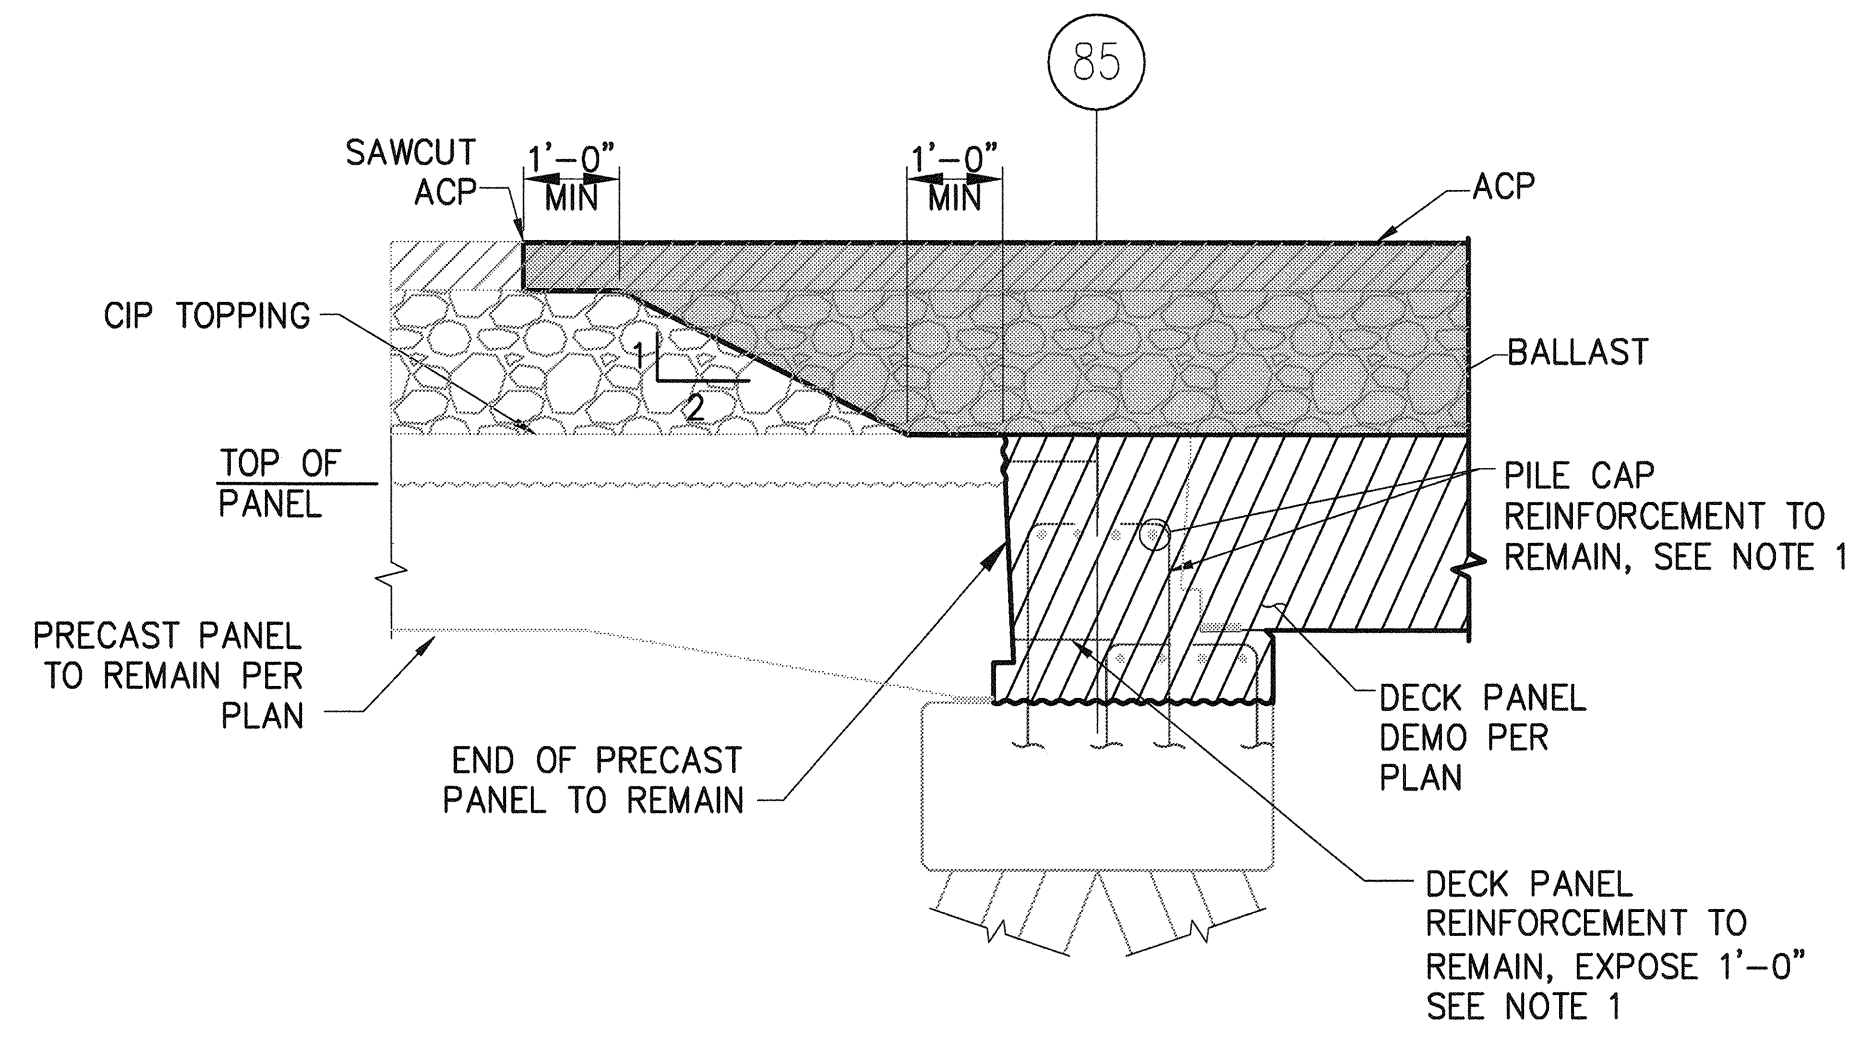 85
SAWCUT
ACP
1'-0"
MIN
1'-0"
MIN
ACP
CIP TOPPING
1
2
BALLAST
TOP OF
PANEL
PILE CAP
REINFORCEMENT TO
REMAIN, SEE NOTE 1
PRECAST PANEL
TO REMAIN PER
PLAN
DECK PANEL
DEMO PER
PLAN
END OF PRECAST
PANEL TO REMAIN
DECK PANEL
REINFORCEMENT TO
REMAIN, EXPOSE 1'-0"
SEE NOTE 1